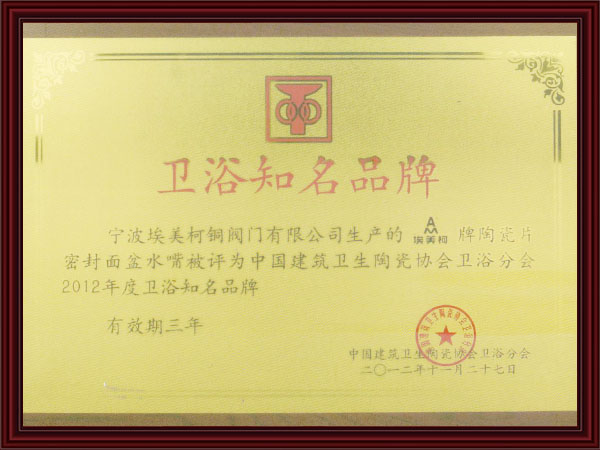 卫浴知名品牌
宁波埃美柯铜阀门有限公司生产的 埃美柯 牌陶瓷片
密封面盆水嘴被评为中国建筑卫生陶瓷协会卫浴分会
2012年度卫浴知名品牌
有效期三年
中国建筑卫生陶瓷协会卫浴分会
二〇一二年十一月二十七日